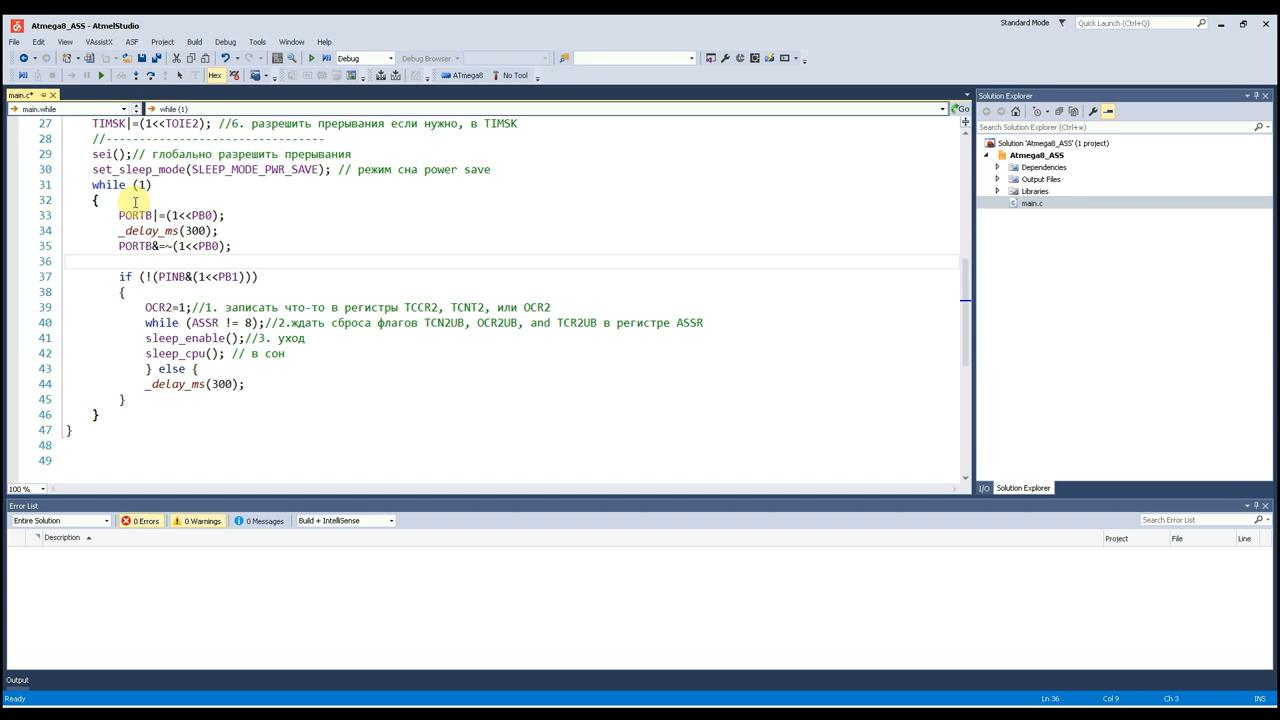 Atmega8_ASS - AtmelStudio
Standard Mode
Quick Launch (Ctrl+Q)
File Edit View VAssistX ASF Project Build Debug Tools Window Help
Debug
Debug Browser
Hex
ATmega8
No Tool
main.c*
main.while
while (1)
Go
27 TIMSK|=(1<<TOIE2); //6. разрешить прерывания если нужно, в TIMSK
28 //---------------------------------
29 sei();// глобально разрешить прерывания
30 set_sleep_mode(SLEEP_MODE_PWR_SAVE); // режим сна power save
31 while (1)
32 {
33 PORTB|=(1<<PB0);
34 _delay_ms(300);
35 PORTB&=~(1<<PB0);
36
37 if (!(PINB&(1<<PB1)))
38 {
39 OCR2=1;//1. записать что-то в регистры TCCR2, TCNT2, или OCR2
40 while (ASSR != 8);//2.ждать сброса флагов TCN2UB, OCR2UB, and TCR2UB в регистре ASSR
41 sleep_enable();//3. уход
42 sleep_cpu(); // в сон
43 } else {
44 _delay_ms(300);
45 }
46 }
47 }
48
49
100 %
Solution Explorer
Search Solution Explorer (Ctrl+ж)
Solution 'Atmega8_ASS' (1 project)
Atmega8_ASS
Dependencies
Output Files
Libraries
main.c
I/O Solution Explorer
Error List
Entire Solution
0 Errors
0 Warnings
0 Messages
Build + IntelliSense
Search Error List
Description Project File Line
Output
Ready Ln 36 Col 9 Ch 3 INS